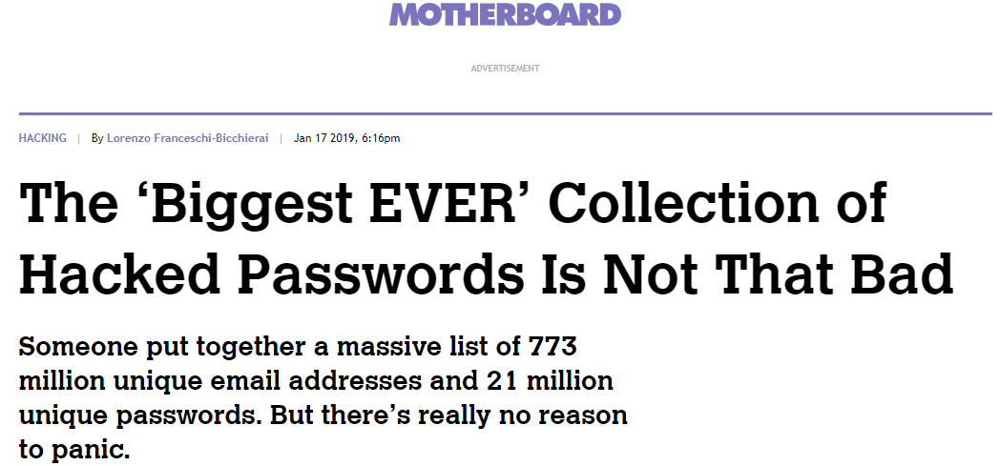 MOTHERBOARD
ADVERTISEMENT
HACKING | By Lorenzo Franceschi-Bicchierai | Jan 17 2019, 6:16pm
The ‘Biggest EVER’ Collection of
Hacked Passwords Is Not That Bad
Someone put together a massive list of 773
million unique email addresses and 21 million
unique passwords. But there’s really no reason
to panic.